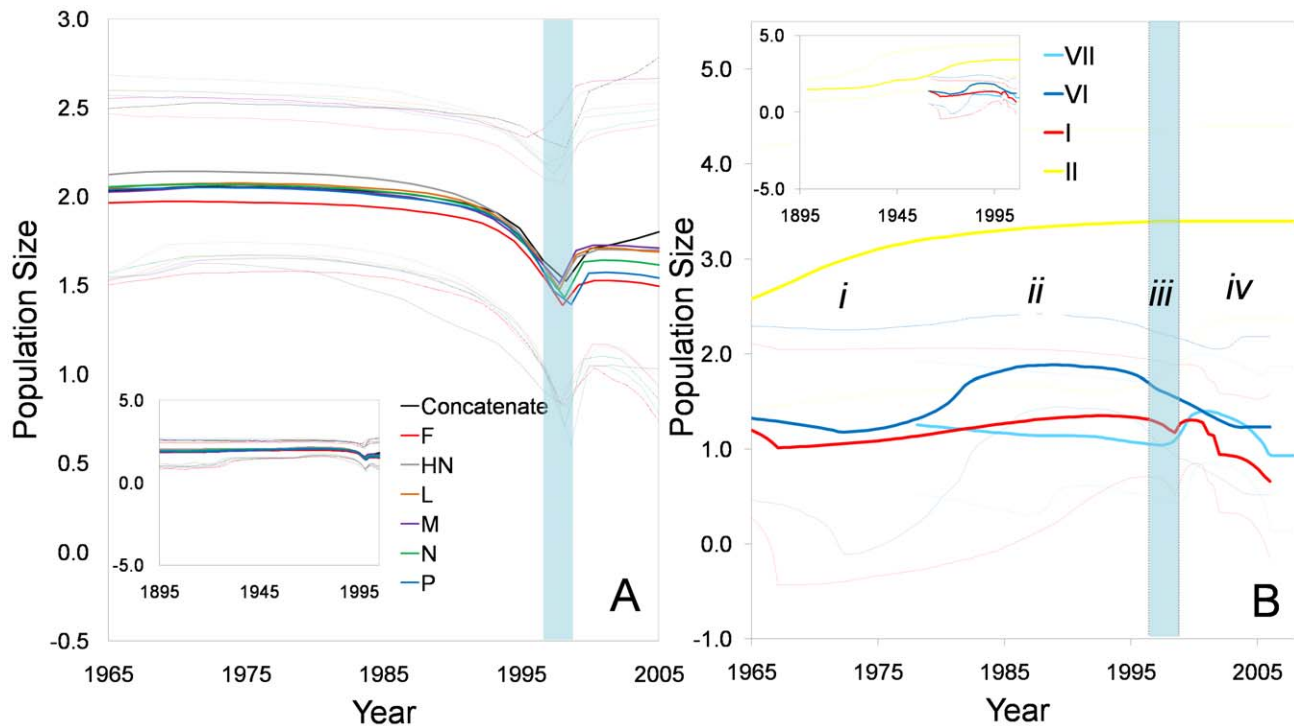 3.0
2.5
2.0
1.5
1.0
0.5
0.0
-0.5
Population Size
1965
1975
1985
1995
2005
Year
5.0
0.0
-5.0
1895
1945
1995
Concatenate
F
HN
L
M
N
P
A
5.0
4.0
3.0
2.0
1.0
0.0
-1.0
Population Size
1965
1975
1985
1995
2005
Year
5.0
0.0
-5.0
1895
1945
1995
VII
VI
I
II
i
ii
iii
iv
B